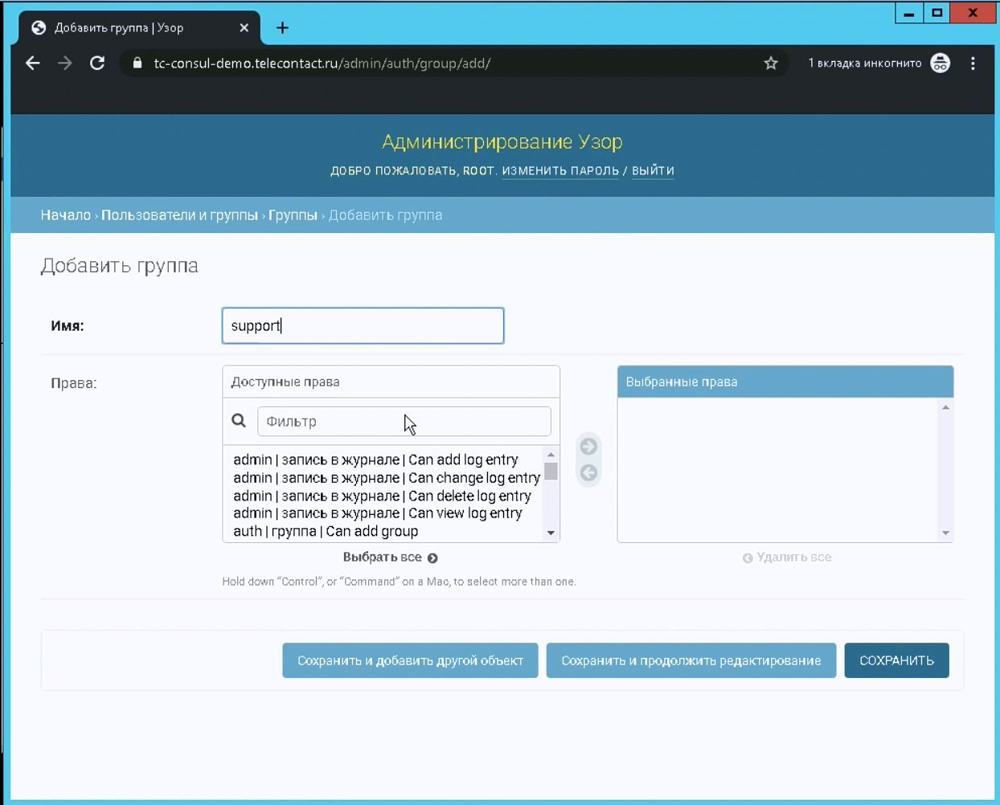 Добавить группа | Узор
tc-consul-demo.telecontact.ru/admin/auth/group/add/
1 вкладка инкогнито
Администрирование Узор
ДОБРО ПОЖАЛОВАТЬ, ROOT. ИЗМЕНИТЬ ПАРОЛЬ / ВЫЙТИ
Начало › Пользователи и группы › Группы › Добавить группа
Добавить группа
Имя:
support
Права:
Доступные права
Фильтр
admin | запись в журнале | Can add log entry
admin | запись в журнале | Can change log entry
admin | запись в журнале | Can delete log entry
admin | запись в журнале | Can view log entry
auth | группа | Can add group
Выбрать все
Выбранные права
Удалить все
Hold down “Control”, or “Command” on a Mac, to select more than one.
Сохранить и добавить другой объект
Сохранить и продолжить редактирование
СОХРАНИТЬ